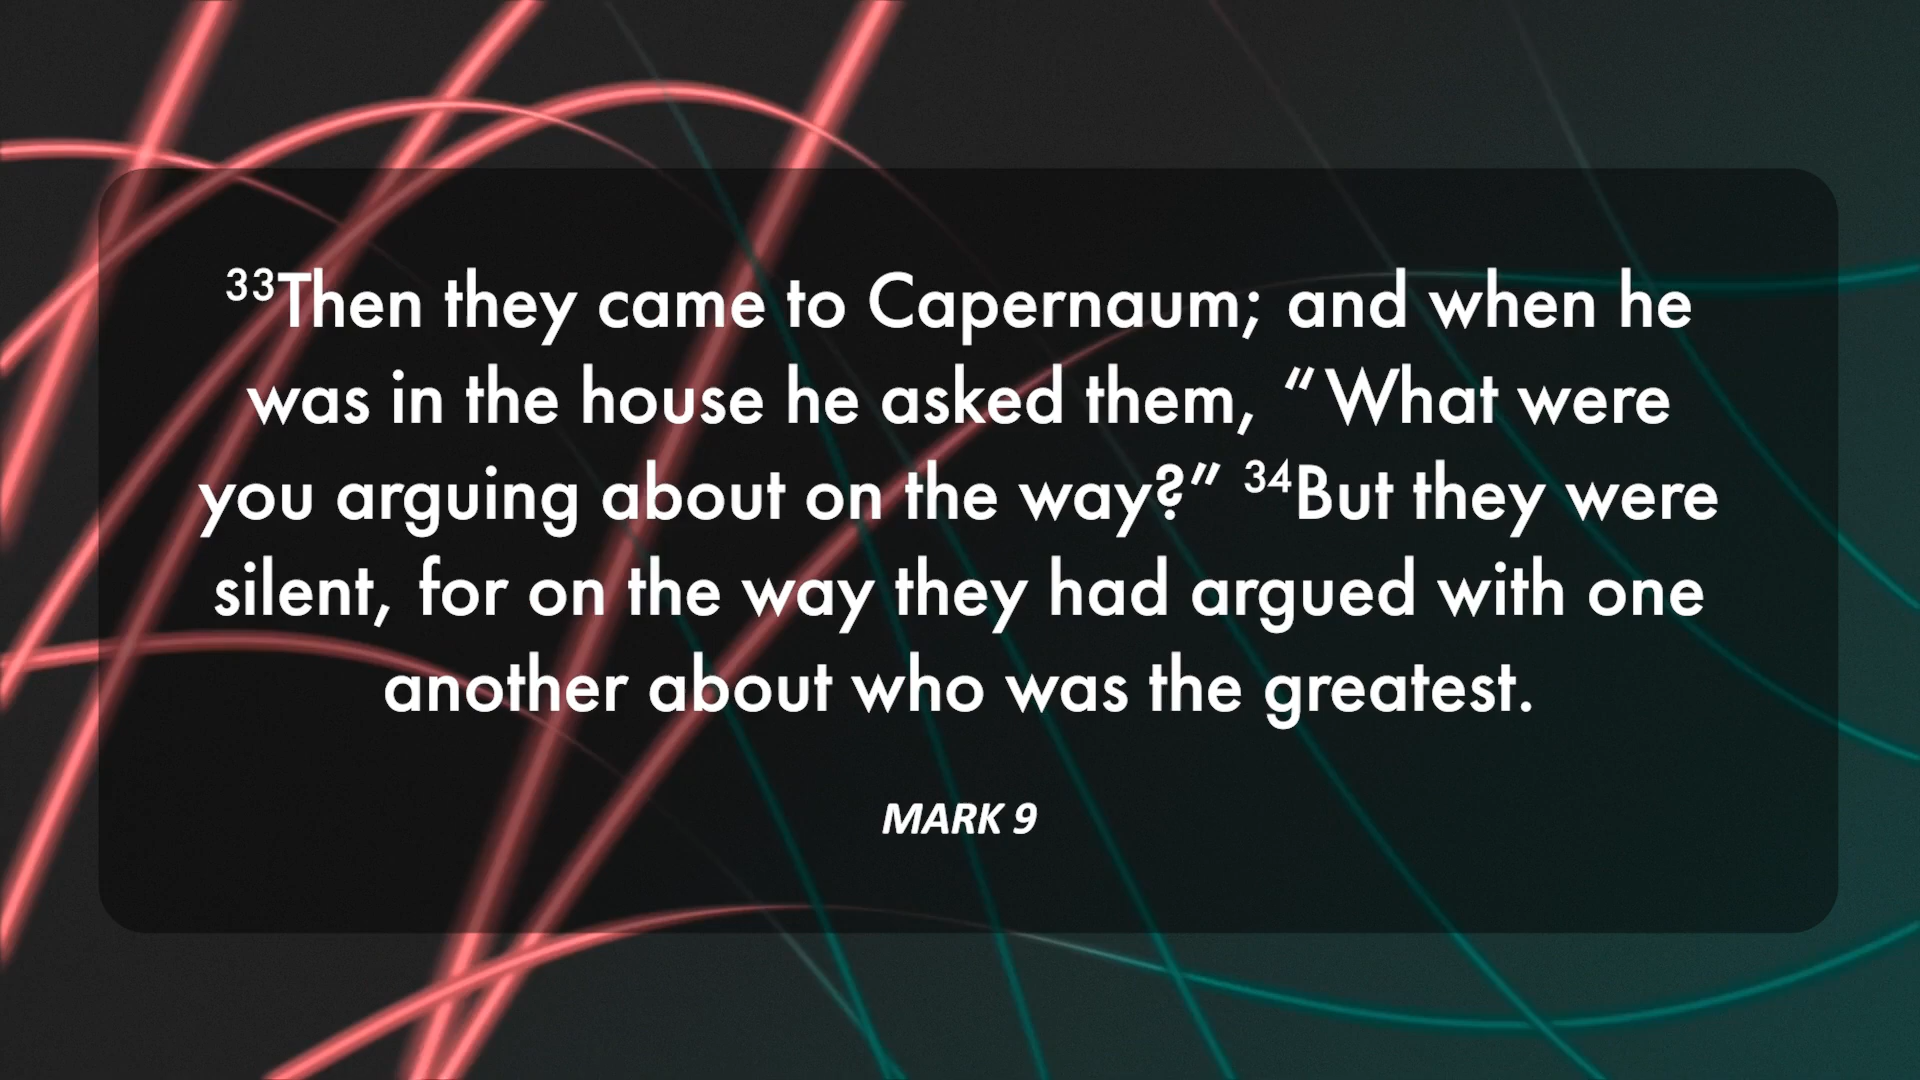 ³³Then they came to Capernaum; and when he
was in the house he asked them, “What were
you arguing about on the way?” ³⁴But they were
silent, for on the way they had argued with one
another about who was the greatest.
MARK 9